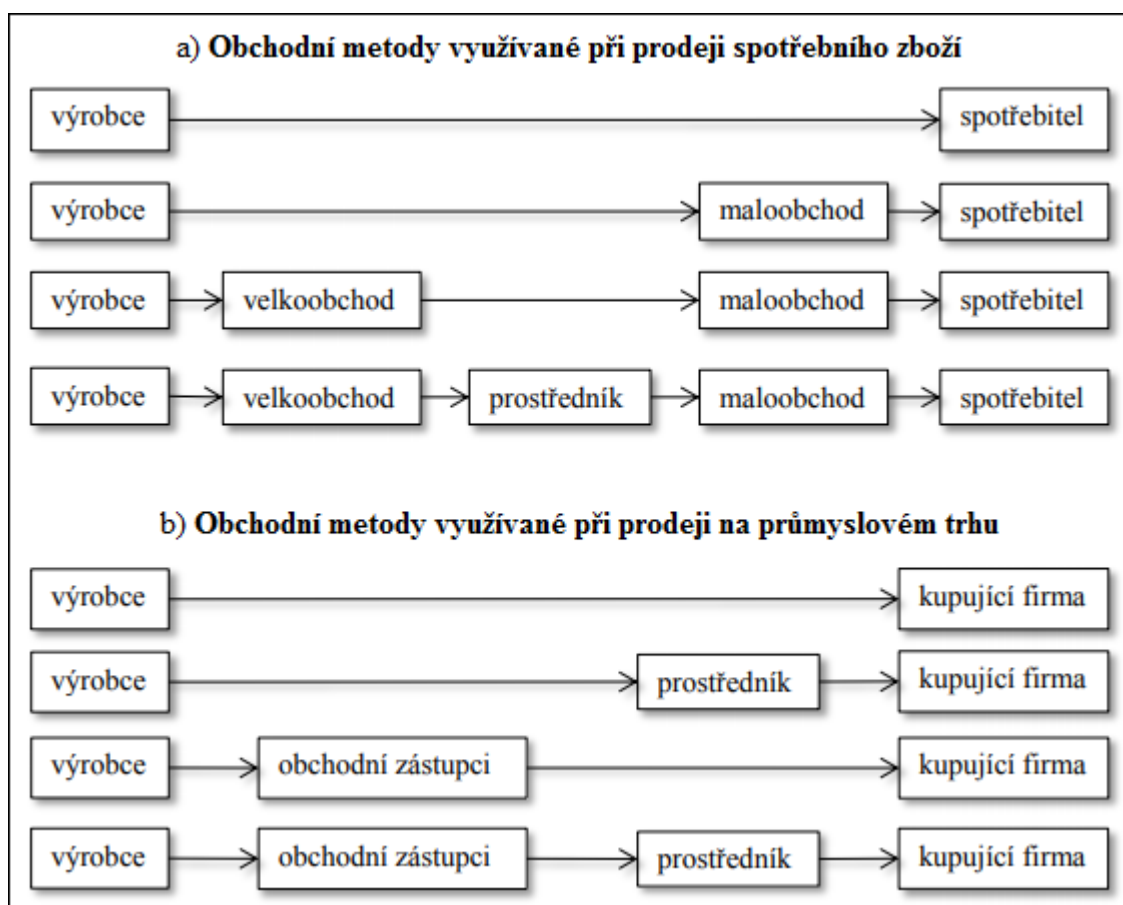 a) Obchodní metody využívané při prodeji spotřebního zboží
výrobce spotřebitel
výrobce maloobchod spotřebitel
výrobce velkoobchod maloobchod spotřebitel
výrobce velkoobchod prostředník maloobchod spotřebitel
b) Obchodní metody využívané při prodeji na průmyslovém trhu
výrobce kupující firma
výrobce prostředník kupující firma
výrobce obchodní zástupci kupující firma
výrobce obchodní zástupci prostředník kupující firma